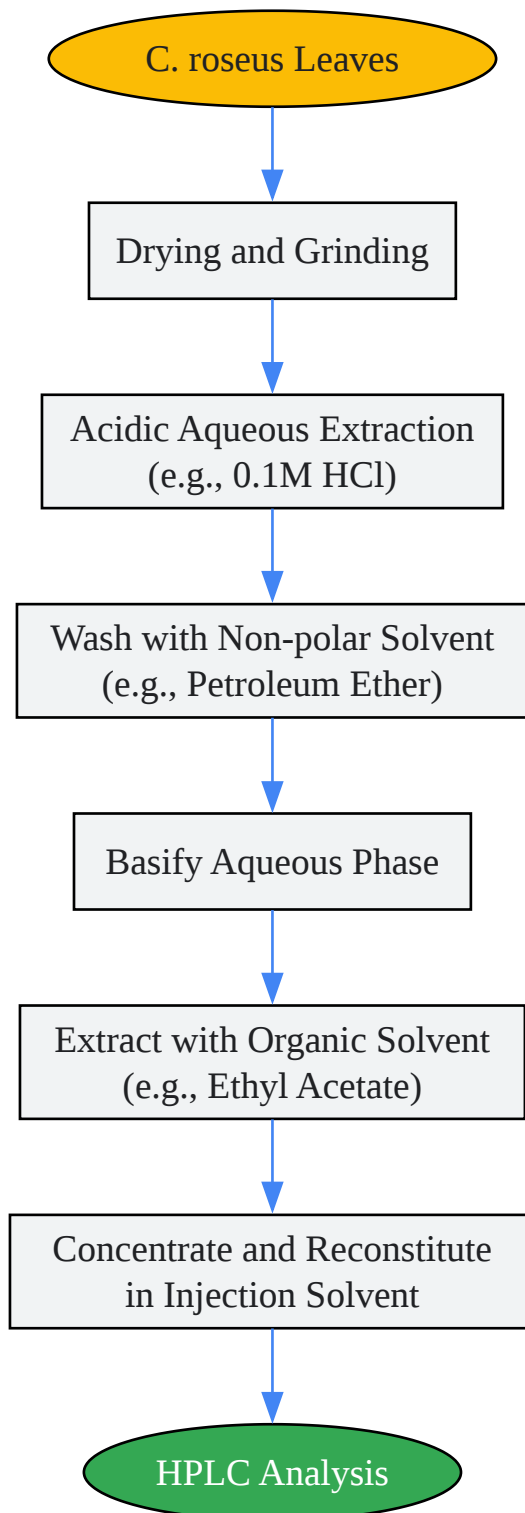 C. roseus Leaves
Drying and Grinding
Acidic Aqueous Extraction
(e.g., 0.1M HCl)
Wash with Non-polar Solvent
(e.g., Petroleum Ether)
Basify Aqueous Phase
Extract with Organic Solvent
(e.g., Ethyl Acetate)
Concentrate and Reconstitute
in Injection Solvent
HPLC Analysis